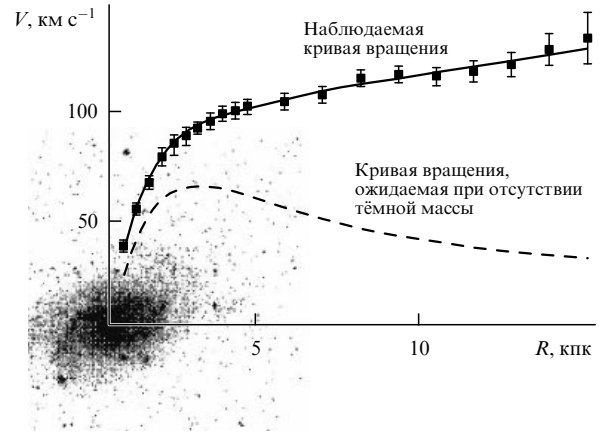 V, км с⁻¹
Наблюдаемая
кривая вращения
100
Кривая вращения,
ожидаемая при отсутствии
тёмной массы
50
5
10
R, кпк